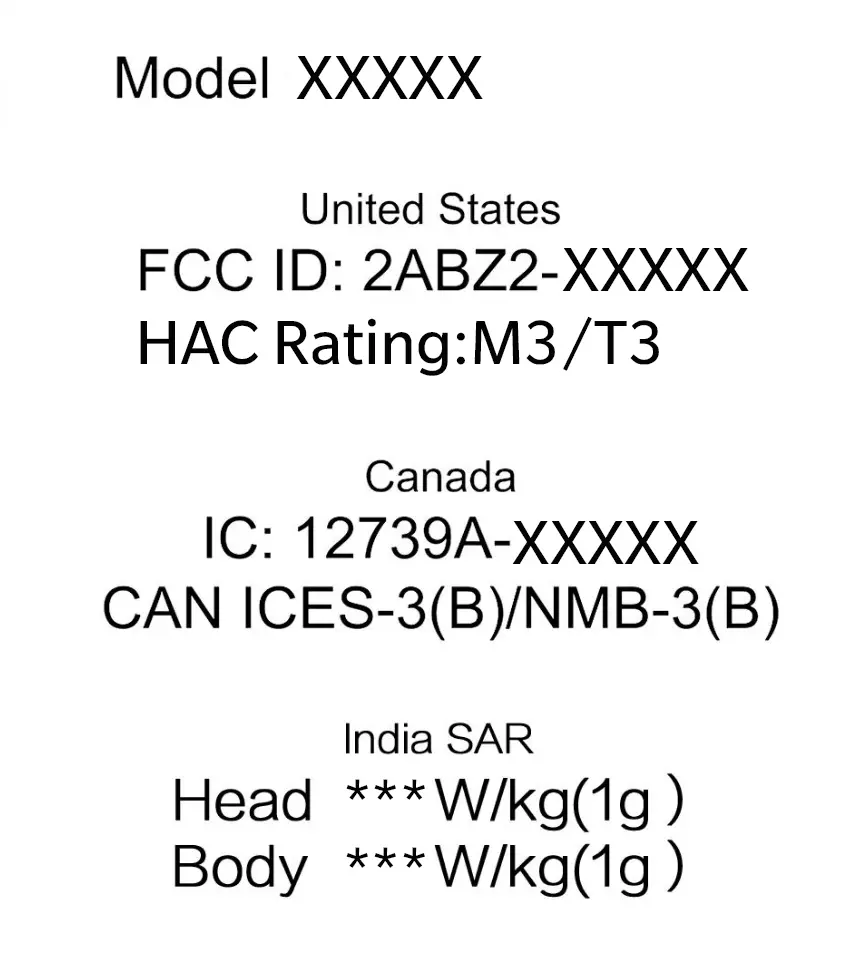 Model XXXXX
United States
FCC ID: 2ABZ2-XXXXX
HAC Rating:M3/T3
Canada
IC: 12739A-XXXXX
CAN ICES-3(B)/NMB-3(B)
India SAR
Head ***W/kg(1g)
Body ***W/kg(1g)